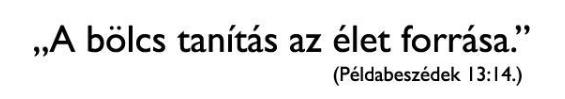 „A bölcs tanítás az élet forrása.”
(Példabeszédek 13:14.)